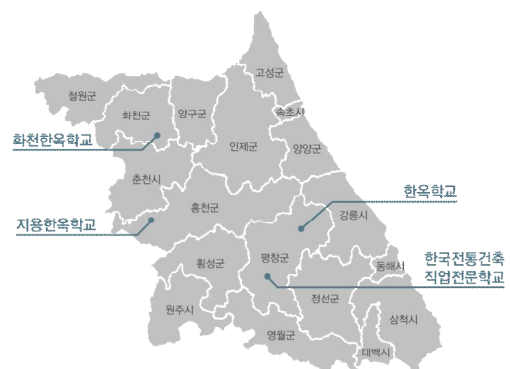 고성군
철원군
화천군
양구군
속초시
인제군
양양군
화천한옥학교
춘천시
한옥학교
홍천군
강릉시
지용한옥학교
횡성군
평창군
한국전통건축
직업전문학교
동해시
정선군
원주시
삼척시
영월군
대백시